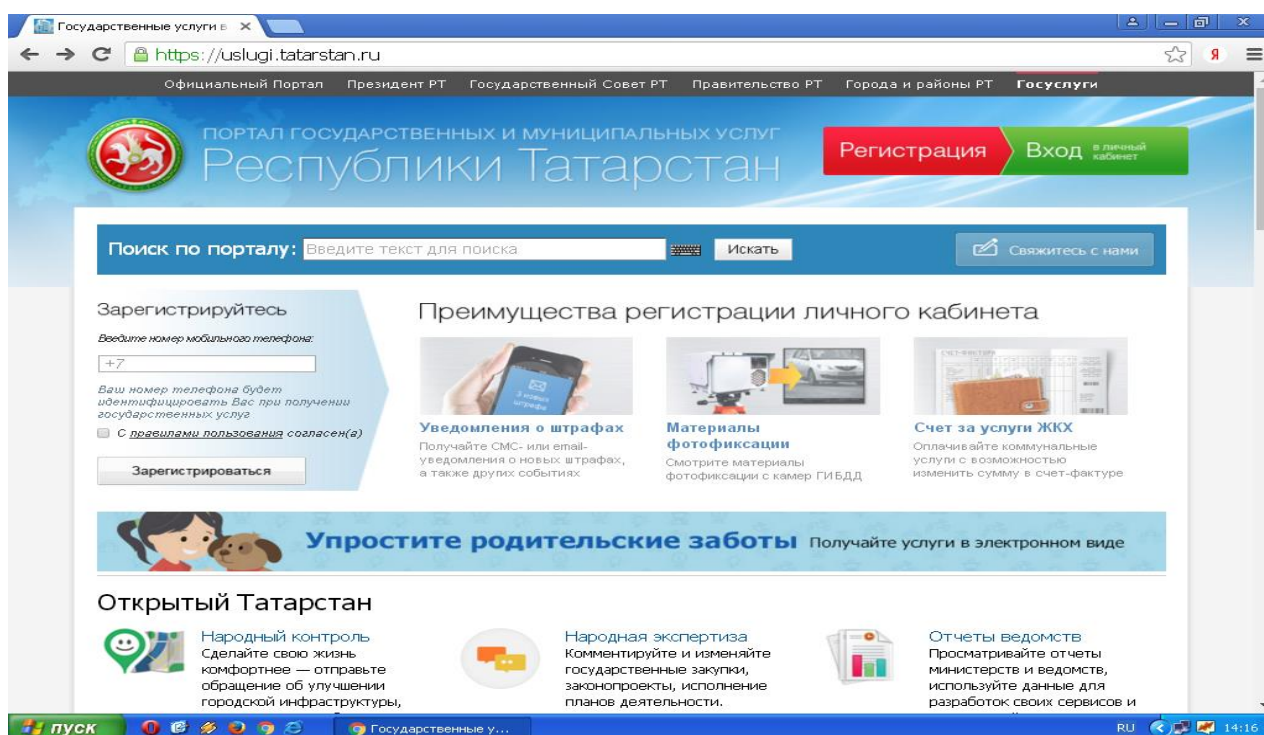 Государственные услуги в
https://uslugi.tatarstan.ru
Я
Официальный Портал Президент РТ Государственный Совет РТ Правительство РТ Города и районы РТ Госуслуги
ПОРТАЛ ГОСУДАРСТВЕННЫХ И МУНИЦИПАЛЬНЫХ УСЛУГ
Республики Татарстан
Регистрация Вход в личный кабинет
Поиск по порталу: Введите текст для поиска Искать Свяжитесь с нами
Зарегистрируйтесь
Введите номер мобильного телефона:
+7
Ваш номер телефона будет
идентифицировать Вас при получении
государственных услуг
С правилами пользования согласен(а)
Зарегистрироваться
Преимущества регистрации личного кабинета
3 новых
штрафа
СЧЕТ-ФАКТУРА
Уведомления о штрафах
Получайте СМС- или email-
уведомления о новых штрафах,
а также других событиях
Материалы
фотофиксации
Смотрите материалы
фотофиксации с камер ГИБДД
Счет за услуги ЖКХ
Оплачивайте коммунальные
услуги с возможностью
изменить сумму в счет-фактуре
Упростите родительские заботы Получайте услуги в электронном виде
Открытый Татарстан
Народный контроль
Сделайте свою жизнь
комфортнее — отправьте
обращение об улучшении
городской инфраструктуры,
Народная экспертиза
Комментируйте и изменяйте
государственные закупки,
законопроекты, исполнение
планов деятельности.
Отчеты ведомств
Просматривайте отчеты
министерств и ведомств,
используйте данные для
разработок своих сервисов и
пуск Государственные у... RU 14:16